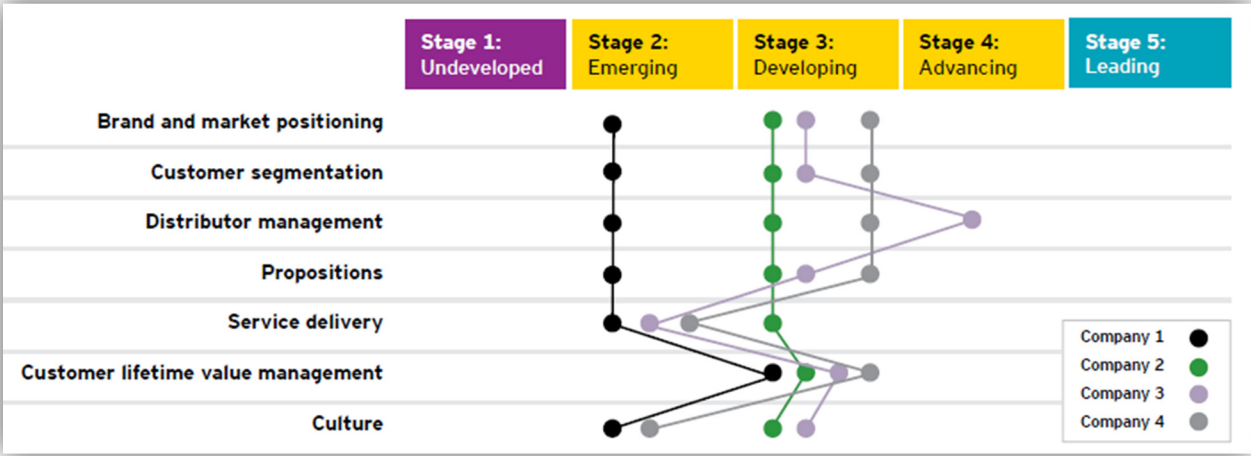 Stage 1:
Undeveloped
Stage 2:
Emerging
Stage 3:
Developing
Stage 4:
Advancing
Stage 5:
Leading
Brand and market positioning
Customer segmentation
Distributor management
Propositions
Service delivery
Customer lifetime value management
Culture
Company 1
Company 2
Company 3
Company 4